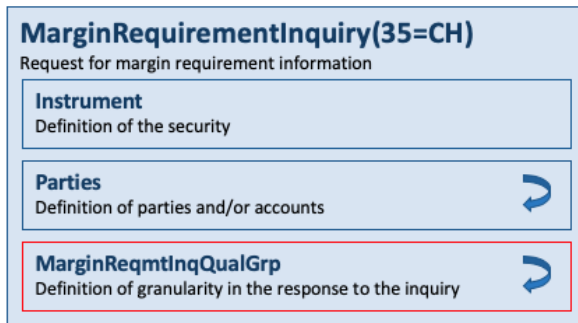 MarginRequirementInquiry(35=CH)
Request for margin requirement information
Instrument
Definition of the security
Parties
Definition of parties and/or accounts
MarginReqmtInqQualGrp
Definition of granularity in the response to the inquiry